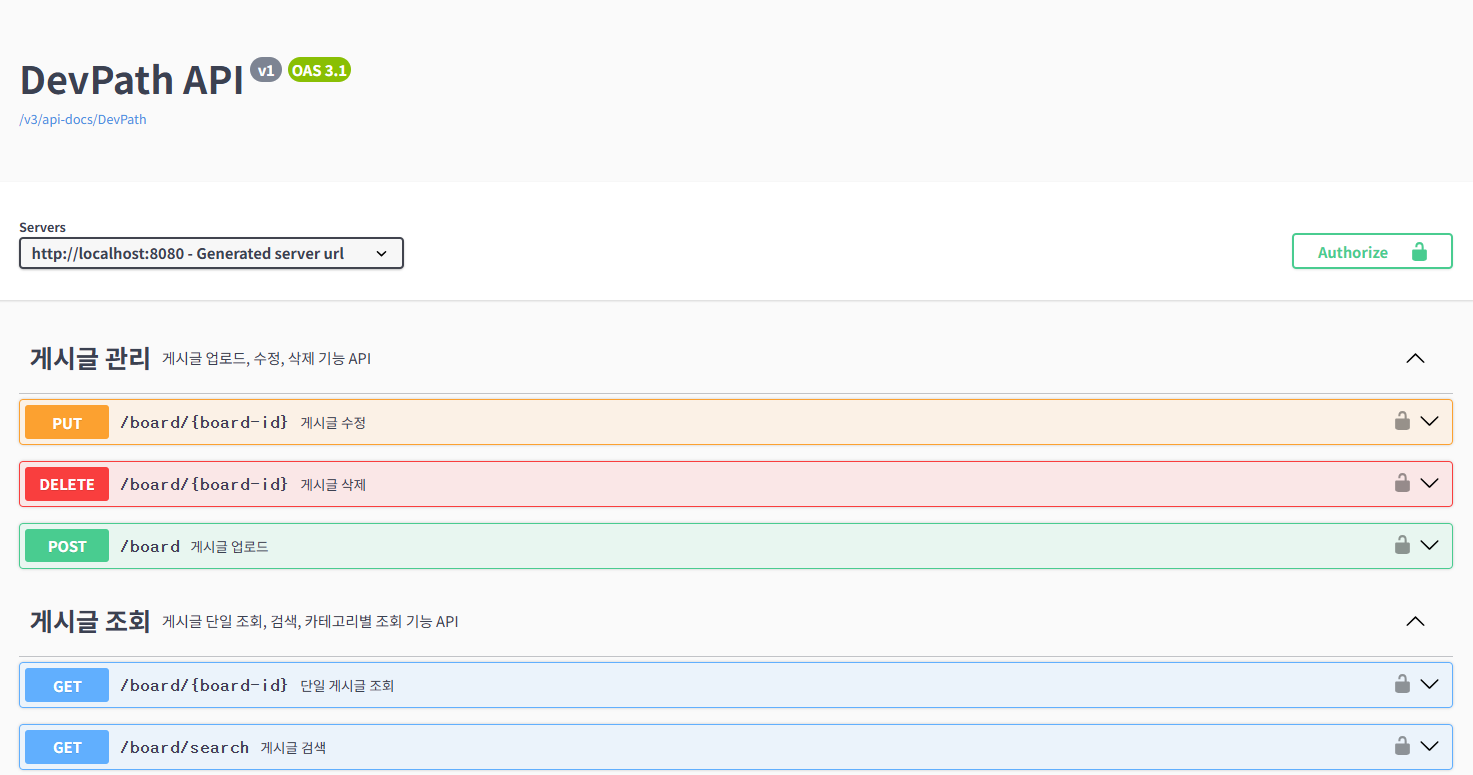 DevPath API v1 OAS 3.1
/v3/api-docs/DevPath
Servers
http://localhost:8080 - Generated server url
Authorize
게시글 관리 게시글 업로드, 수정, 삭제 기능 API
PUT /board/{board-id} 게시글 수정
DELETE /board/{board-id} 게시글 삭제
POST /board 게시글 업로드
게시글 조회 게시글 단일 조회, 검색, 카테고리별 조회 기능 API
GET /board/{board-id} 단일 게시글 조회
GET /board/search 게시글 검색